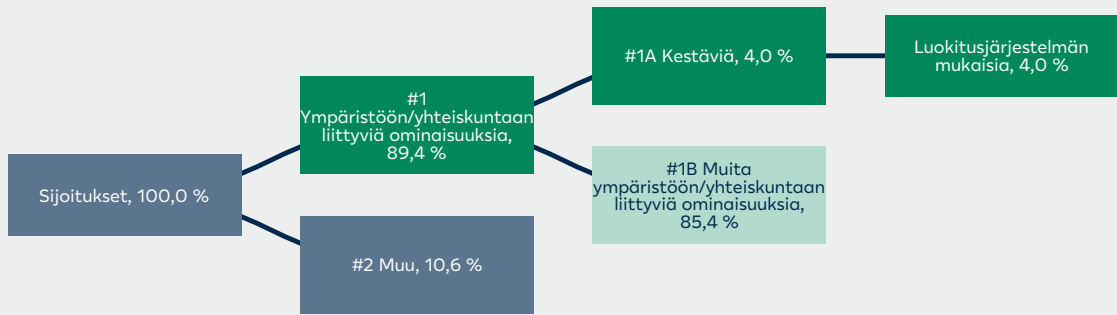 Sijoitukset, 100,0 %
#1
Ympäristöön/yhteiskuntaan
liittyviä ominaisuuksia,
89,4 %
#2 Muu, 10,6 %
#1A Kestäviä, 4,0 %
#1B Muita
ympäristöön/yhteiskuntaan
liittyviä ominaisuuksia,
85,4 %
Luokitusjärjestelmän
mukaisia, 4,0 %